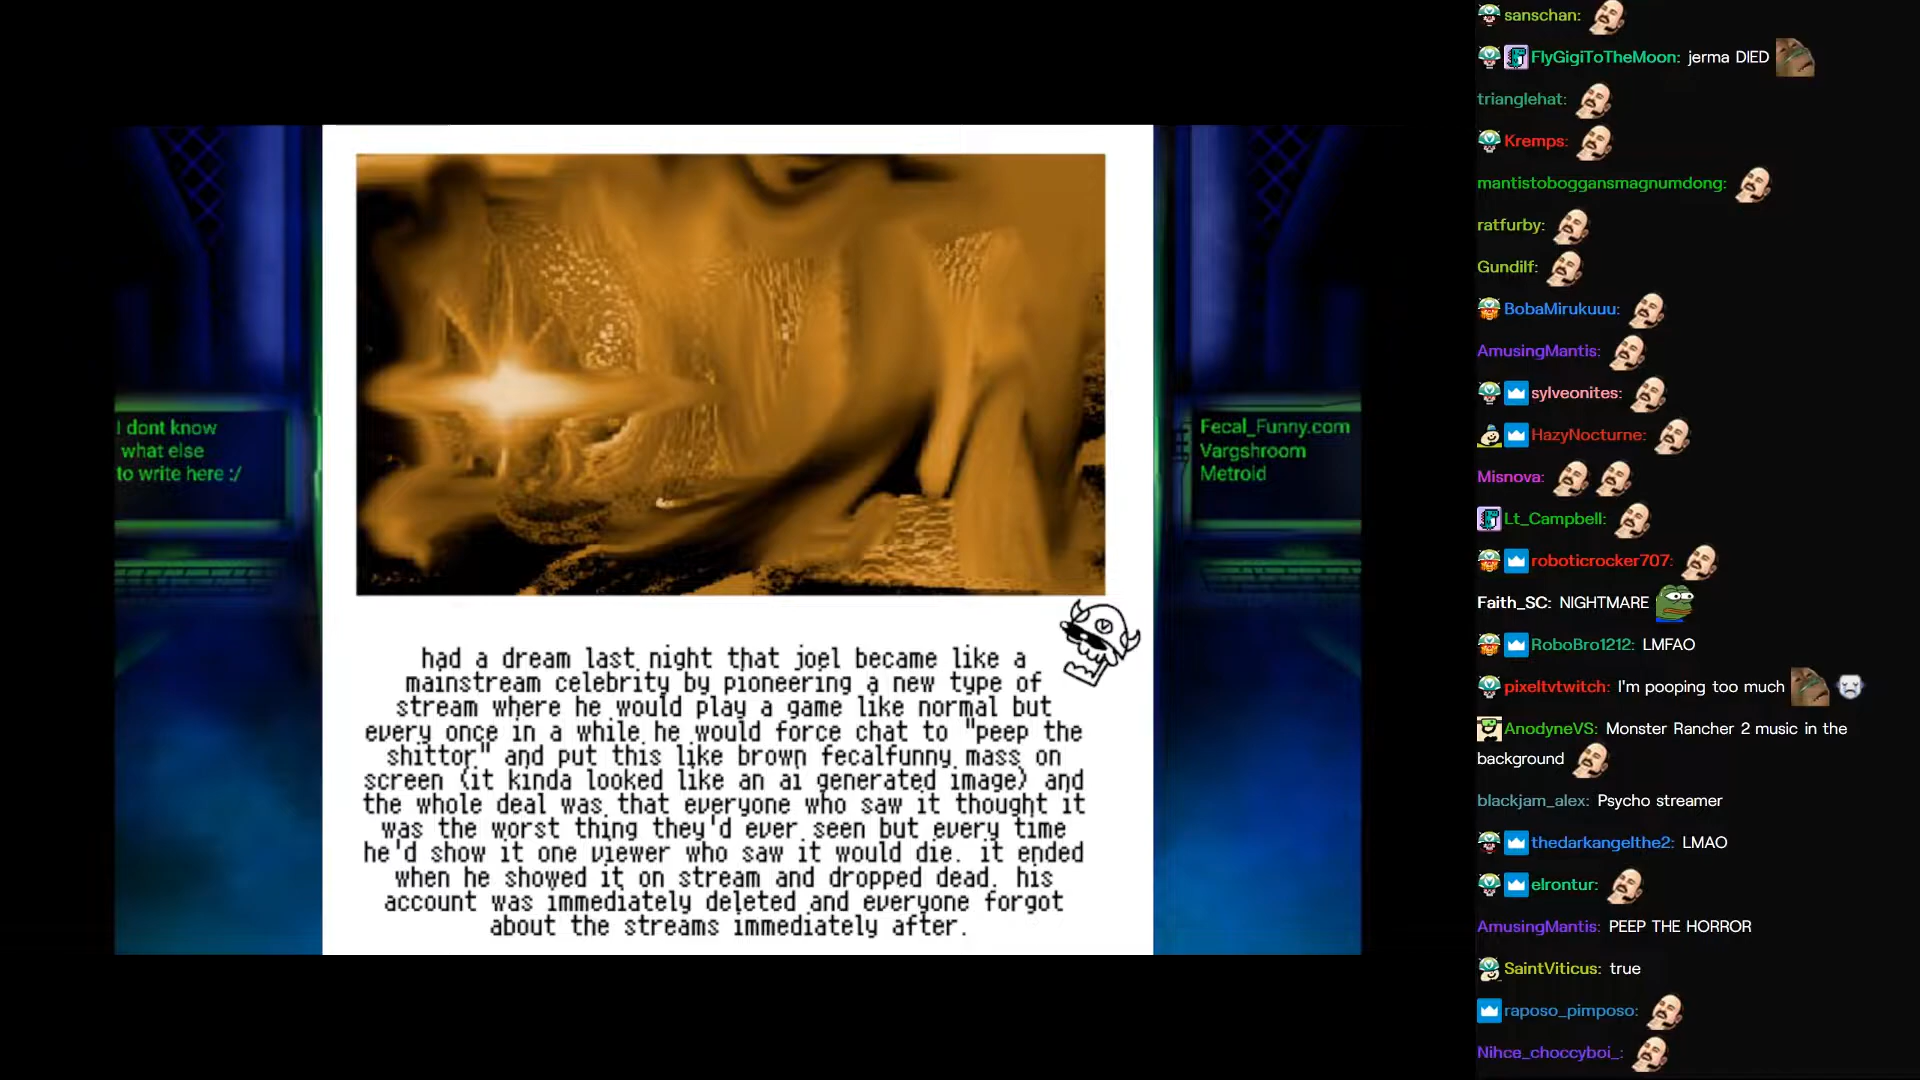 I dont know
what else
to write here :/
Fecal_Funny.com
Vargshroom
Metroid
had a dream last night that joel became like a
mainstream celebrity by pioneering a new type of
stream where he would play a game like normal but
every once in a while he would force chat to "peep the
shittor" and put this like brown fecalfunny mass on
screen (it kinda looked like an ai generated image) and
the whole deal was that everyone who saw it thought it
was the worst thing they'd ever seen but every time
he'd show it one viewer who saw it would die. it ended
when he showed it on stream and dropped dead. his
account was immediately deleted and everyone forgot
about the streams immediately after.
sanschan:
FlyGigiToTheMoon: jerma DIED
trianglehat:
Kremps:
mantistoboggansmagnumdong:
ratfurby:
Gundilf:
BobaMirukuuu:
AmusingMantis:
sylveonites:
HazyNocturne:
Misnova:
Lt_Campbell:
roboticrocker707:
Faith_SC: NIGHTMARE
RoboBro1212: LMFAO
pixeltvtwitch: I'm pooping too much
AnodyneVS: Monster Rancher 2 music in the
background
blackjam_alex: Psycho streamer
thedarkangelthe2: LMAO
elrontur:
AmusingMantis: PEEP THE HORROR
SaintViticus: true
raposo_pimposo:
Nihce_choccyboi_: